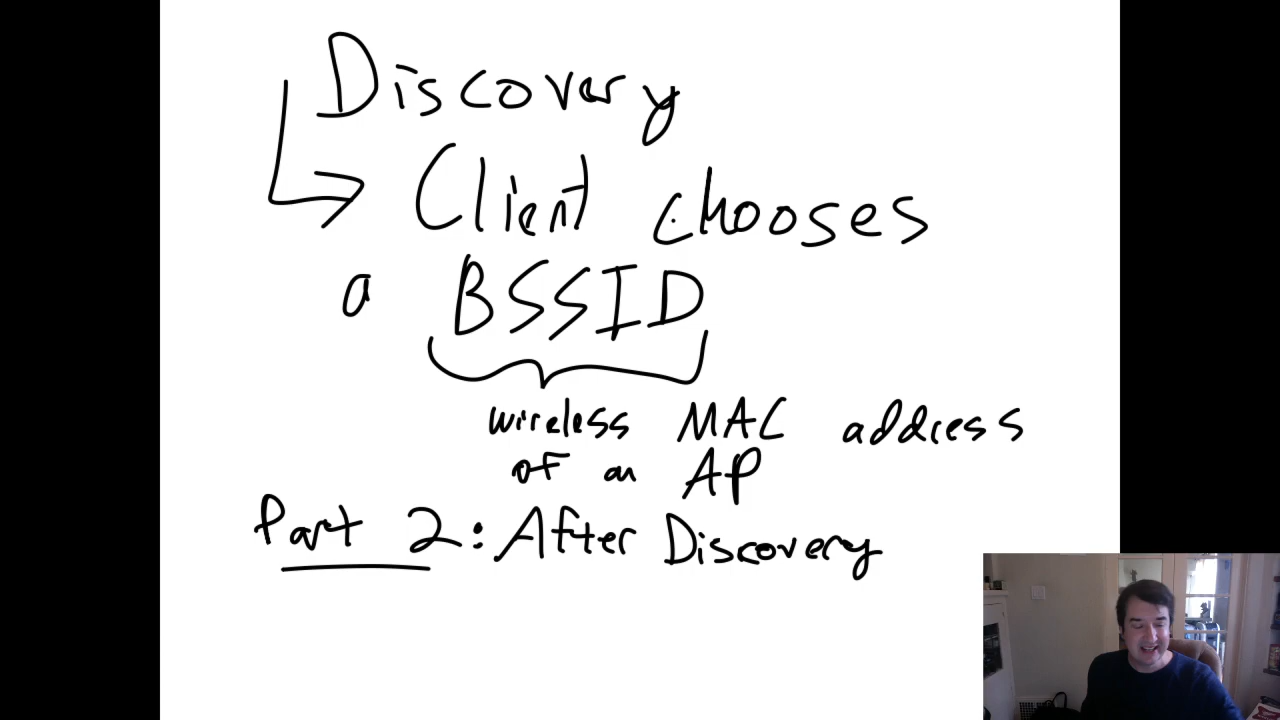 Discovery
Client chooses
a BSSID
wireless MAC address
of an AP
Part 2: After Discovery